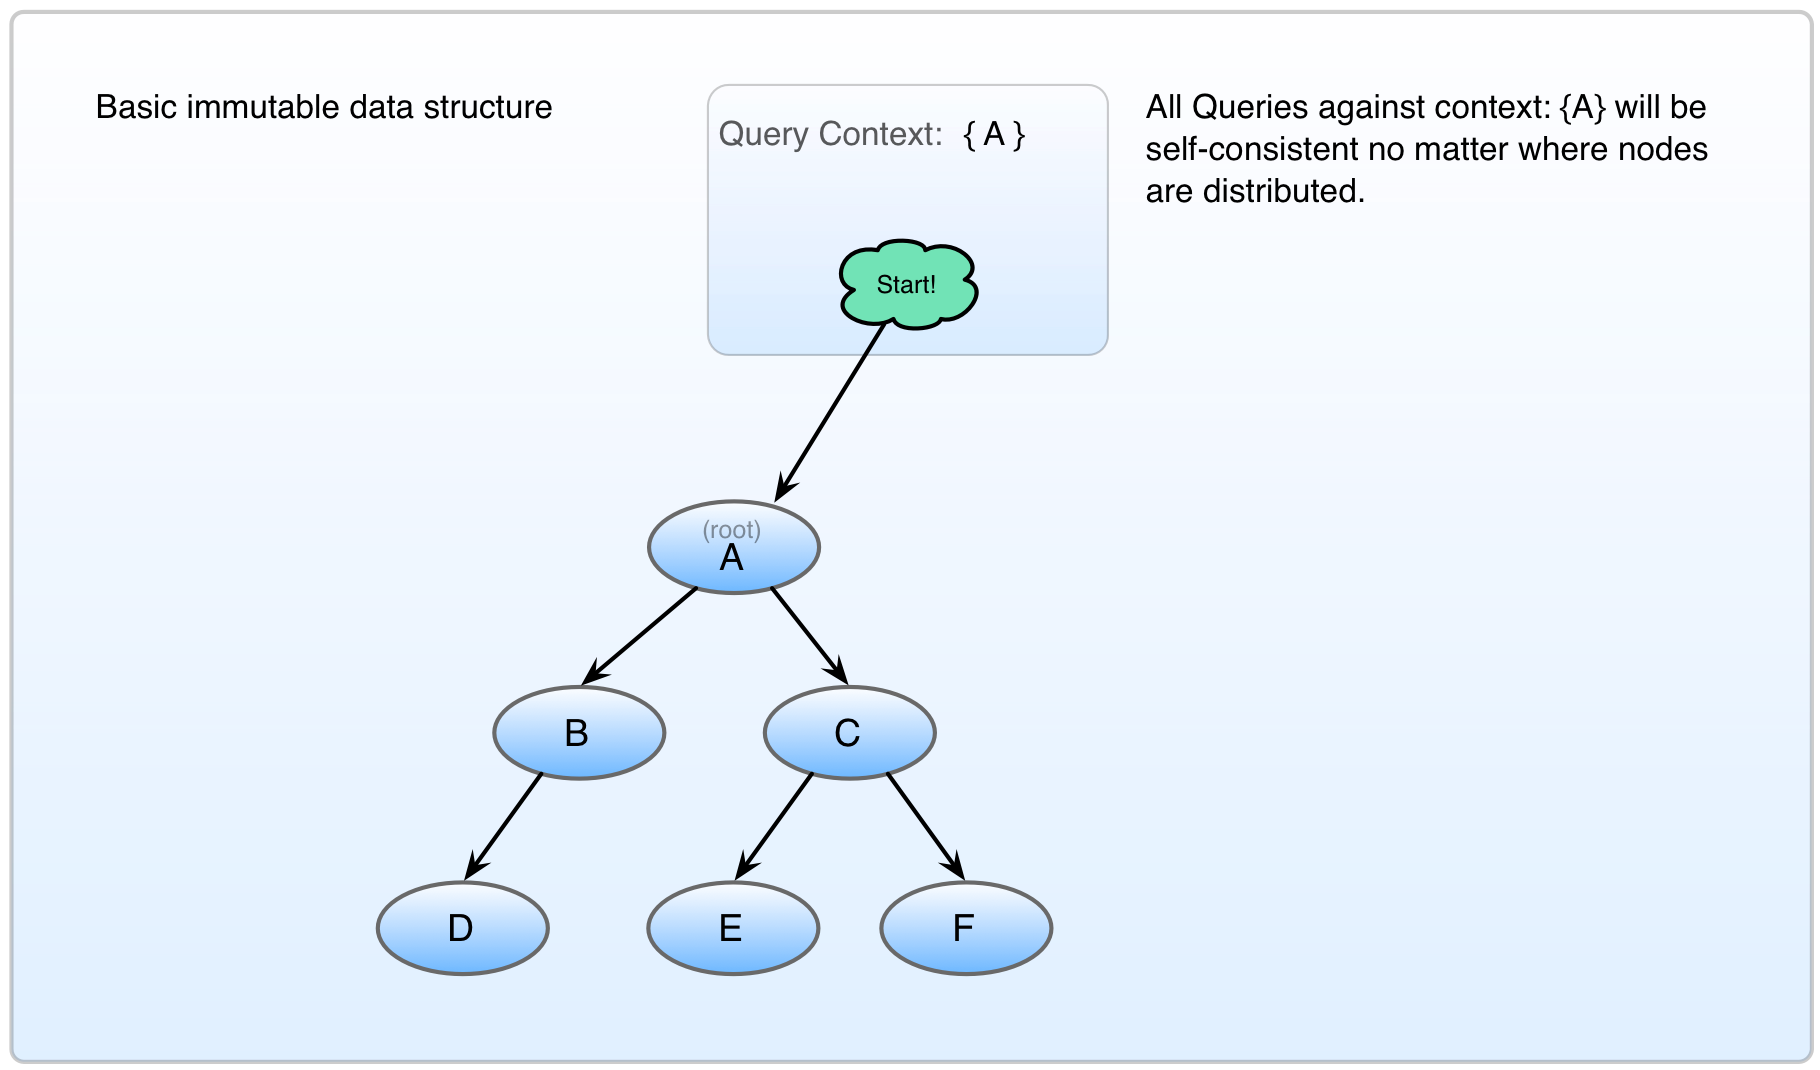 Basic immutable data structure
Query Context: { A }
All Queries against context: {A} will be
self-consistent no matter where nodes
are distributed.
Start!
(root)
A
B
C
D
E
F